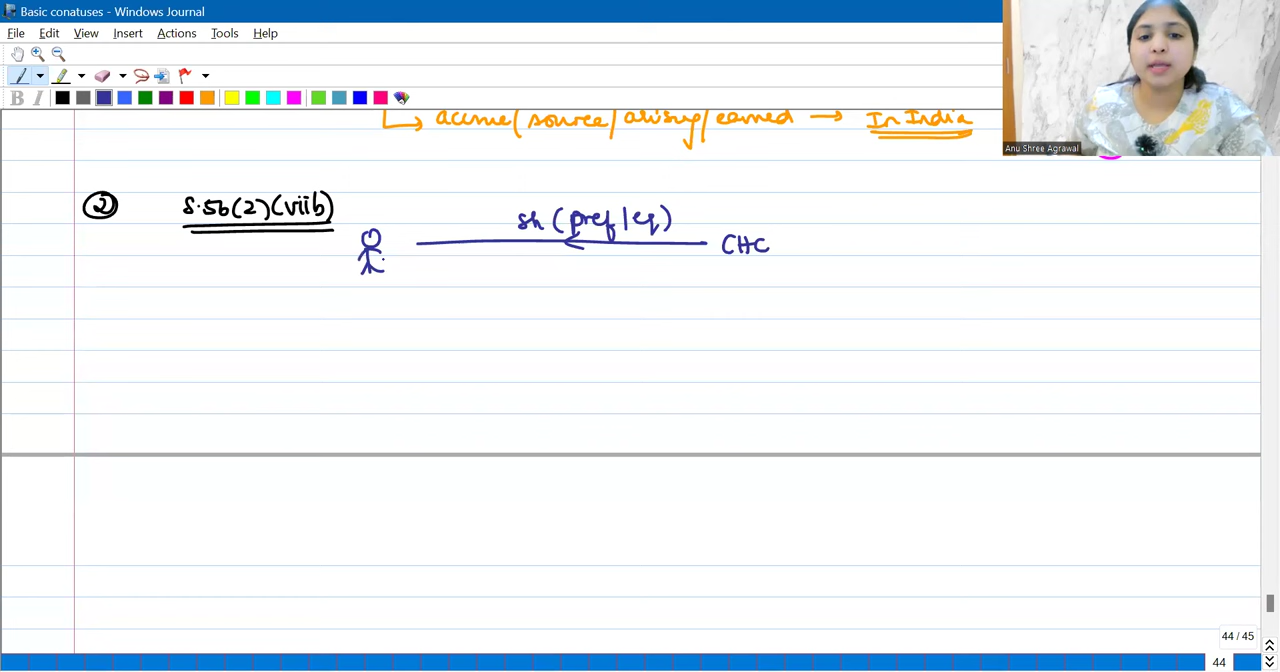 Basic conatuses - Windows Journal
File Edit View Insert Actions Tools Help
B I
accrue/source/arising/earned → In India
Anu Shree Agrawal
② S.56(2)(viib)
sh (pref/eq)
CHC
44 / 45
44